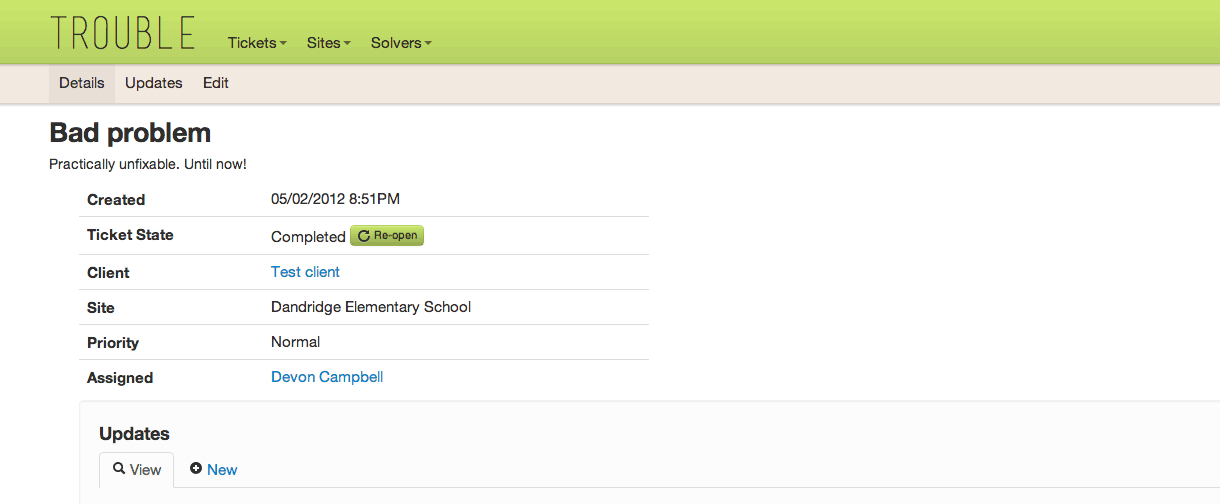 TROUBLE Tickets Sites Solvers
Details Updates Edit
Bad problem
Practically unfixable. Until now!
Created 05/02/2012 8:51PM
Ticket State Completed Re-open
Client Test client
Site Dandridge Elementary School
Priority Normal
Assigned Devon Campbell
Updates
View New